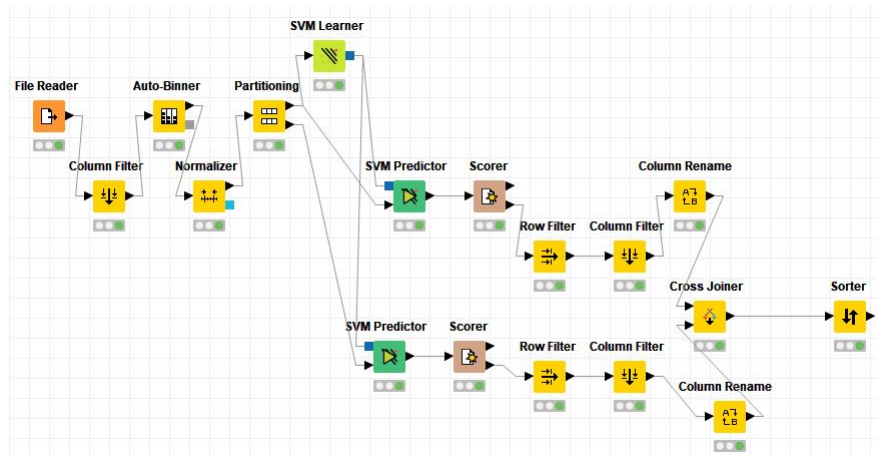 SVM Learner
File Reader
Auto-Binner
Partitioning
Column Filter
Normalizer
SVM Predictor
Scorer
Column Rename
Row Filter
Column Filter
Cross Joiner
Sorter
SVM Predictor
Scorer
Row Filter
Column Filter
Column Rename